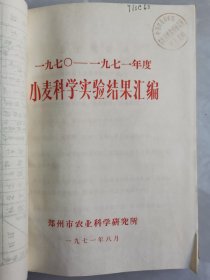 一九七〇—一九七一年度
小麦科学实验结果汇编
郑州市农业科学研究所
一九七一年八月